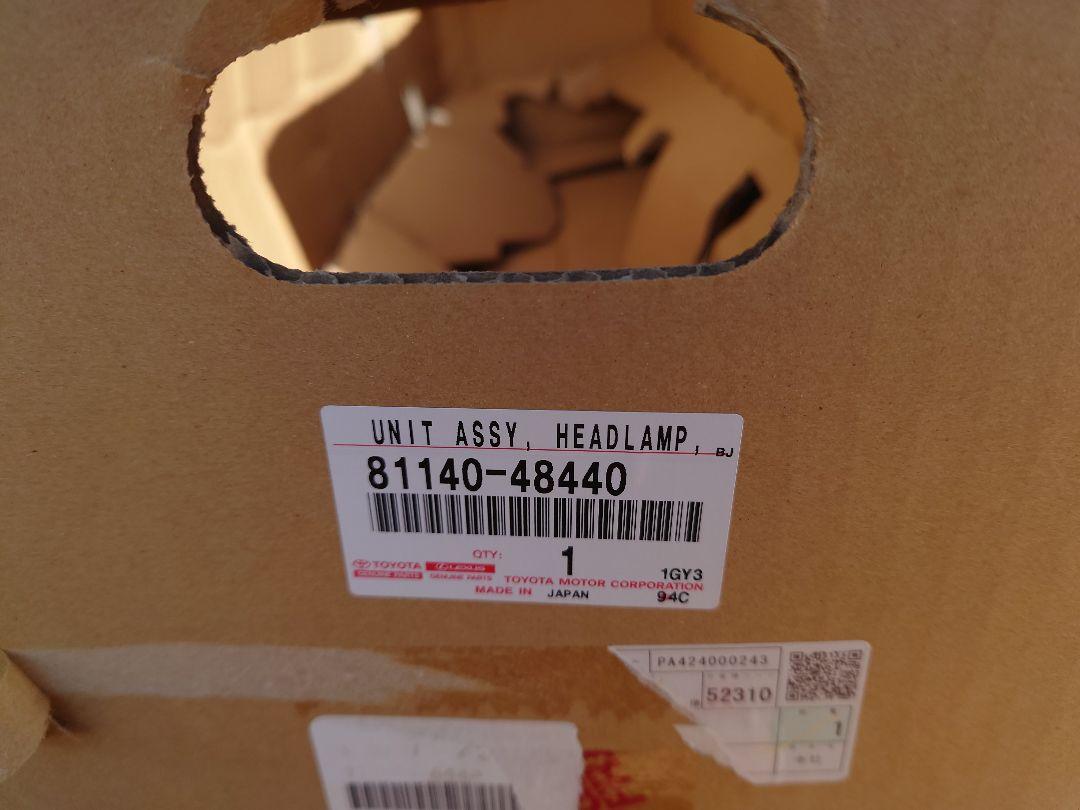 UNIT ASSY, HEADLAMP, BJ
81140-48440
QTY: 1
TOYOTA LEXUS 1GY3
GENUINE PARTS GENUINE PARTS TOYOTA MOTOR CORPORATION
MADE IN JAPAN 94C
PA424000243
52310
1